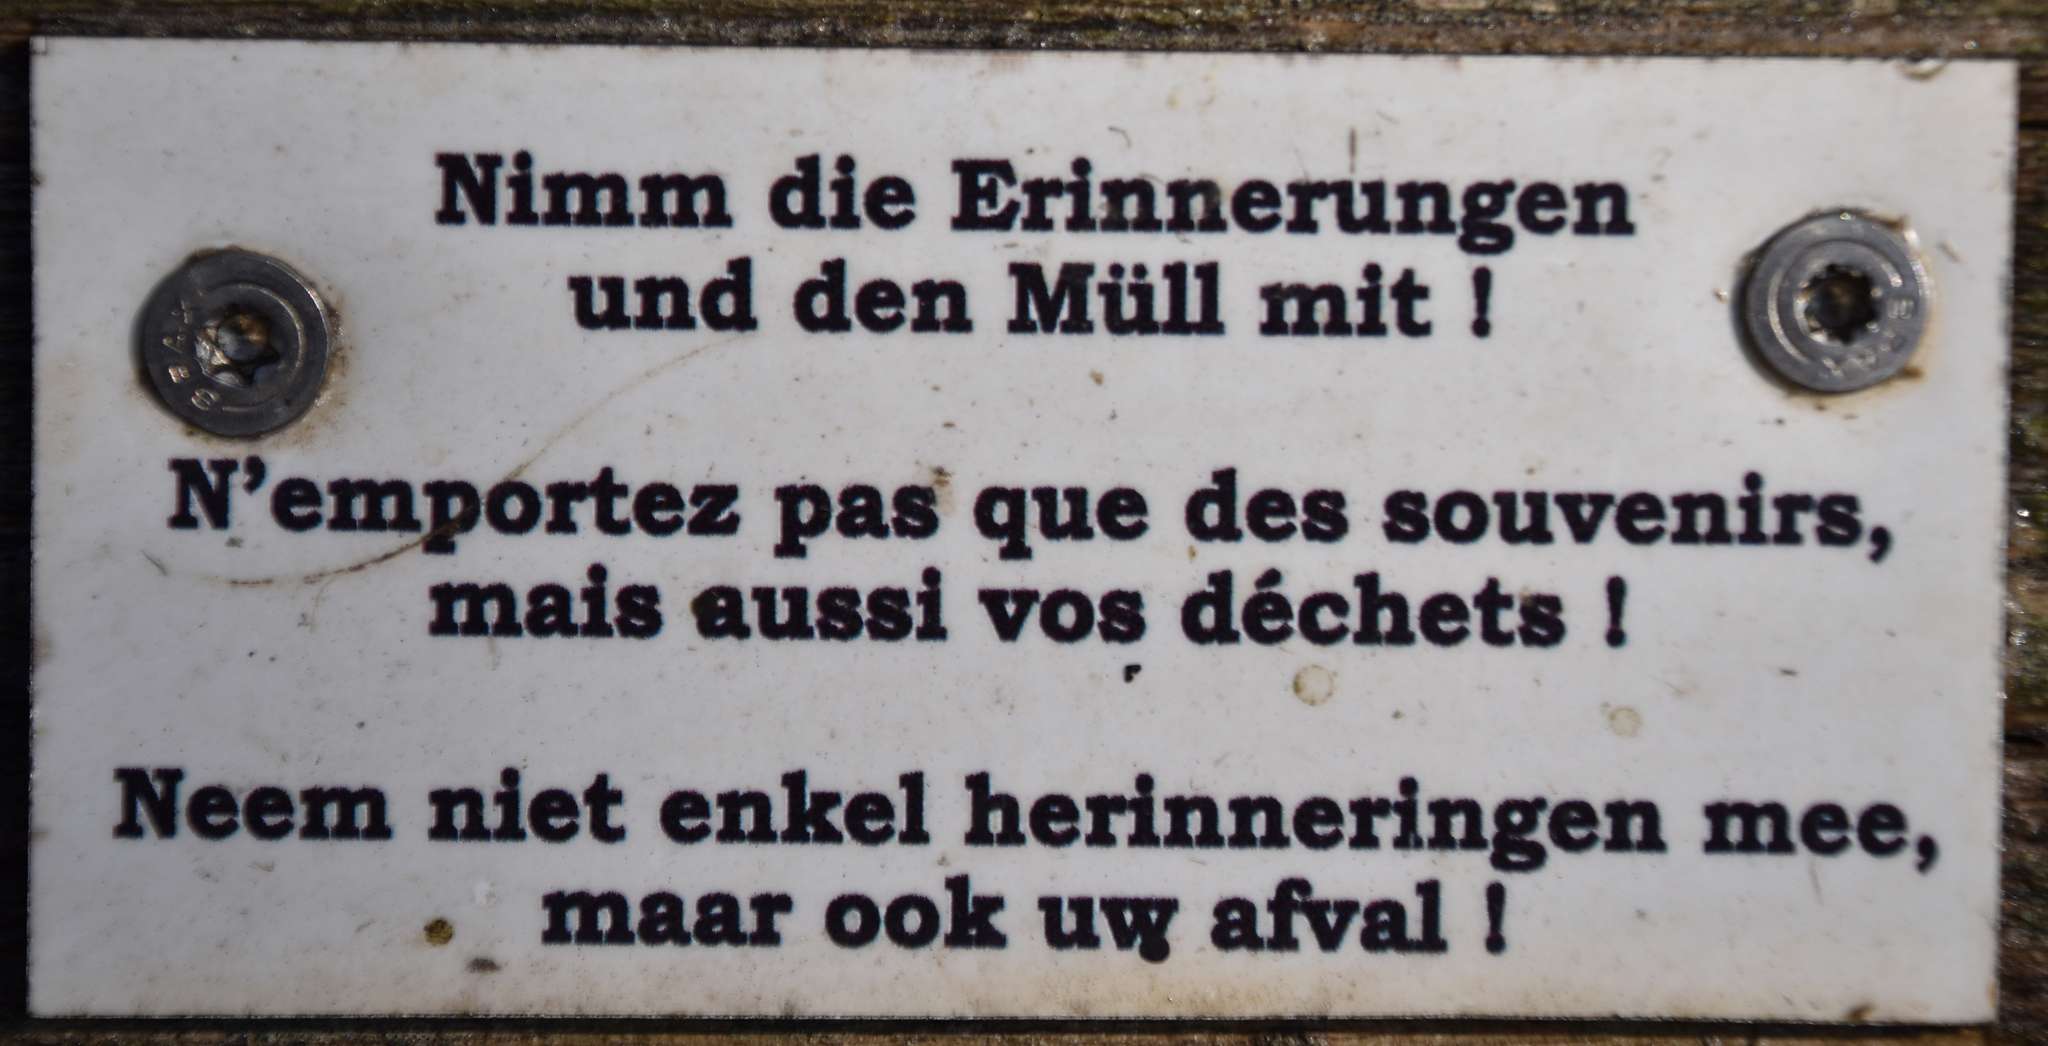 Nimm die Erinnerungen
und den Müll mit !
N'emportez pas que des souvenirs,
mais aussi vos déchets !
Neem niet enkel herinneringen mee,
maar ook uw afval !